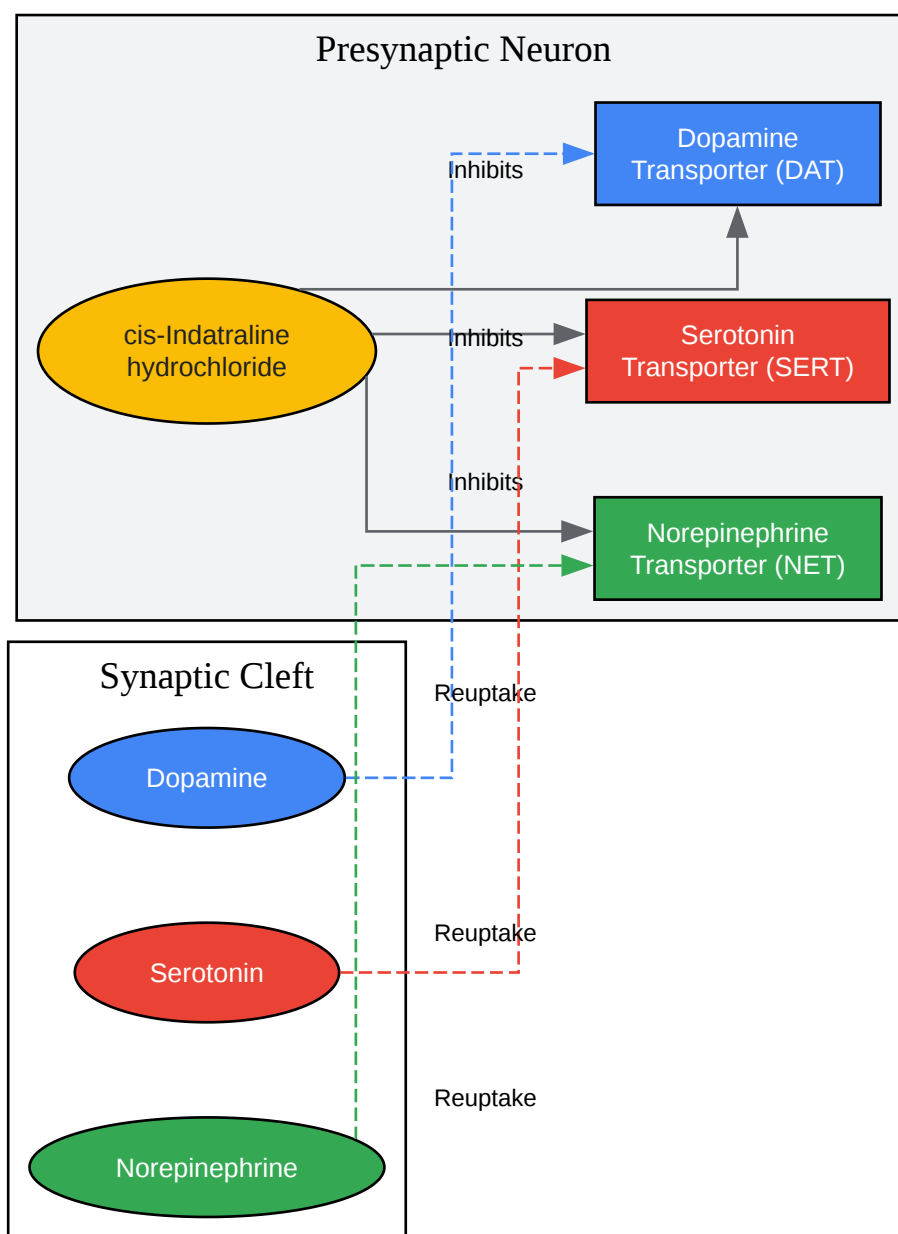 Presynaptic Neuron
Dopamine
Transporter (DAT)
Inhibits
cis-Indatraline
hydrochloride
Inhibits
Serotonin
Transporter (SERT)
Inhibits
Norepinephrine
Transporter (NET)
Synaptic Cleft
Reuptake
Dopamine
Reuptake
Serotonin
Reuptake
Norepinephrine